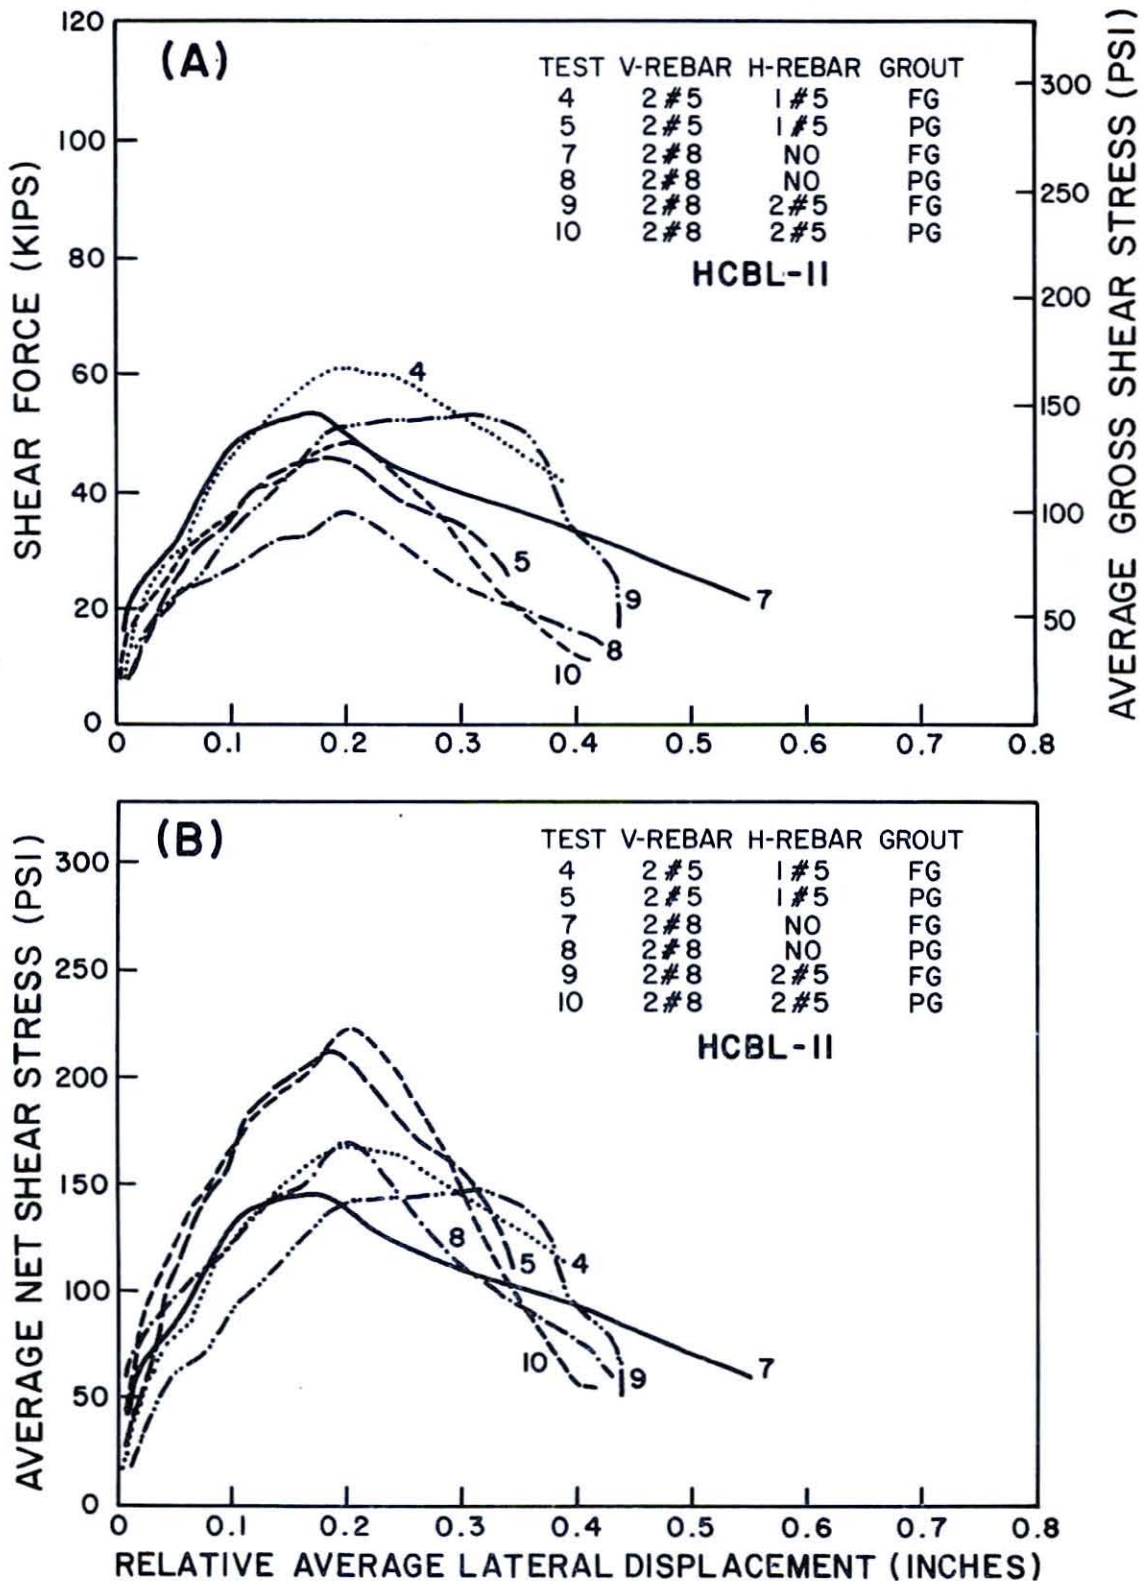 (A)
TEST V-REBAR H-REBAR GROUT
4 2#5 1#5 FG
5 2#5 1#5 PG
7 2#8 NO FG
8 2#8 NO PG
9 2#8 2#5 FG
10 2#8 2#5 PG
HCBL-11
SHEAR FORCE (KIPS)
120
100
80
60
40
20
0
AVERAGE GROSS SHEAR STRESS (PSI)
300
250
200
150
100
50
4
5
7
9
8
10
0 0.1 0.2 0.3 0.4 0.5 0.6 0.7 0.8
(B)
TEST V-REBAR H-REBAR GROUT
4 2#5 1#5 FG
5 2#5 1#5 PG
7 2#8 NO FG
8 2#8 NO PG
9 2#8 2#5 FG
10 2#8 2#5 PG
HCBL-11
AVERAGE NET SHEAR STRESS (PSI)
300
250
200
150
100
50
0
8
5
4
10
9
7
0 0.1 0.2 0.3 0.4 0.5 0.6 0.7 0.8
RELATIVE AVERAGE LATERAL DISPLACEMENT (INCHES)